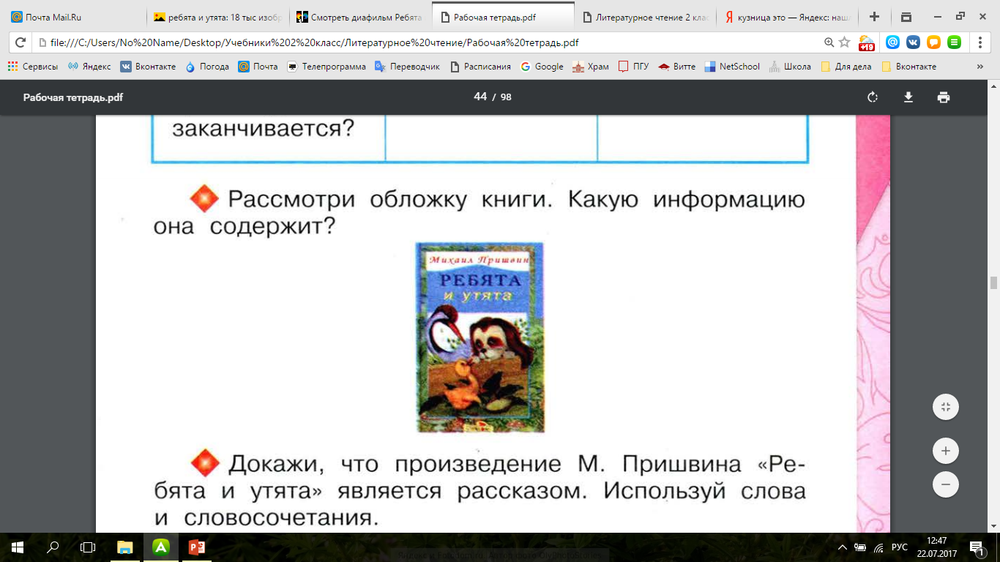 Почта Mail.Ru
ребята и утята: 18 тыс изобр
Смотреть диафильм Ребята
Рабочая тетрадь.pdf
Литературное чтение 2 кла
кузница это — Яндекс: наш
file:///C:/Users/No%20Name/Desktop/Учебники%202%20класс/Литературное%20чтение/Рабочая%20тетрадь.pdf
+19
Сервисы Яндекс Вконтакте Погода Почта Телепрограмма Переводчик Расписания Google Храм ПГУ Витте NetSchool Школа Для дела Вконтакте »
Рабочая тетрадь.pdf 44 / 98
заканчивается?
Рассмотри обложку книги. Какую информацию
она содержит?
Михаил Пришвин
РЕБЯТА
и утята
Докажи, что произведение М. Пришвина «Ре-
бята и утята» является рассказом. Используй слова
и словосочетания.
РУС
12:47
22.07.2017
1